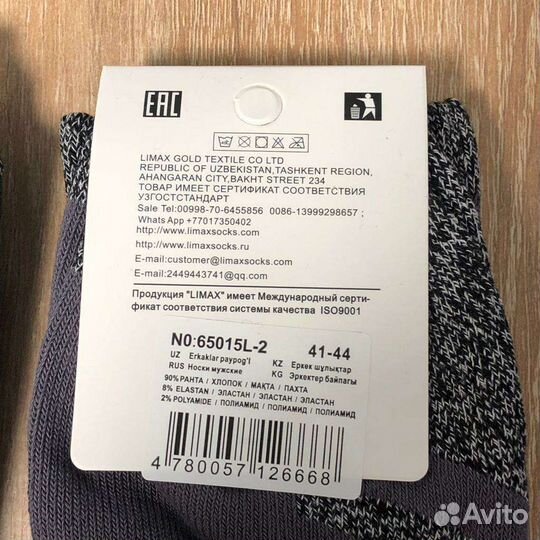 EAC
LIMAX GOLD TEXTILE CO LTD
REPUBLIC OF UZBEKISTAN,TASHKENT REGION,
AHANGARAN CITY,BAKHT STREET 234
ТОВАР ИМЕЕТ СЕРТИФИКАТ СООТВЕТСТВИЯ
УЗГОСТСТАНДАРТ
Sale Tel:00998-70-6455856 0086-13999298657 ;
Whats App +77017350402
http://www.limaxsocks.com
http://www.limaxsocks.ru
E-mail:customer@limaxsocks.com
E-mail:2449443741@qq.com
Продукция "LIMAX" имеет Международный серти-
фикат соответствия системы качества ISO9001
N0:65015L-2 41-44
UZ Erkaklar paypog'I KZ Еркек шұлықтар
RUS Носки мужские KG Эркектер байпагы
90% PAHTA / ХЛОПОК / МАҚТА / ПАХТА
8% ELASTAN / ЭЛАСТАН / ЭЛАСТАН / ЭЛАСТАН
2% POLYAMIDE / ПОЛИАМИД / ПОЛИАМИД / ПОЛИАМИД
4 780057 126668
Avito